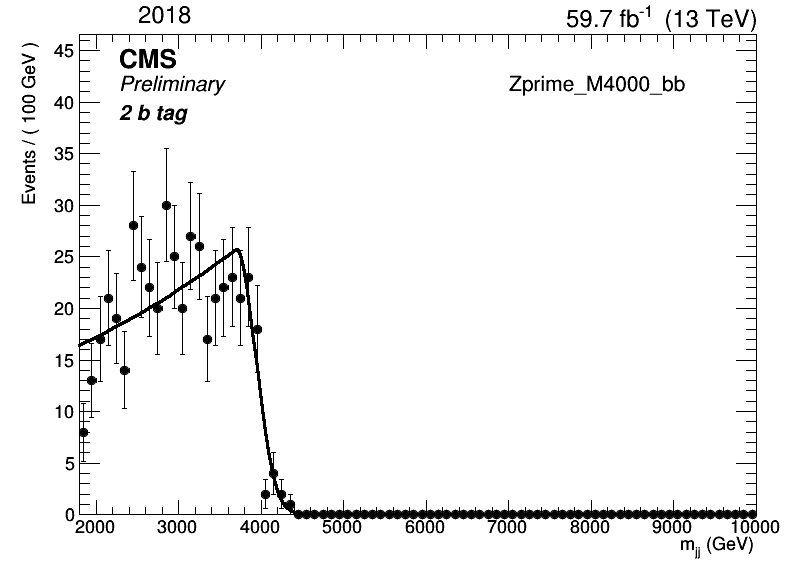 2018
59.7 fb-1 (13 TeV)
CMS
Preliminary
2 b tag
Zprime_M4000_bb
Events / ( 100 GeV )
45
40
35
30
25
20
15
10
5
0
2000 3000 4000 5000 6000 7000 8000 9000 10000
mjj (GeV)